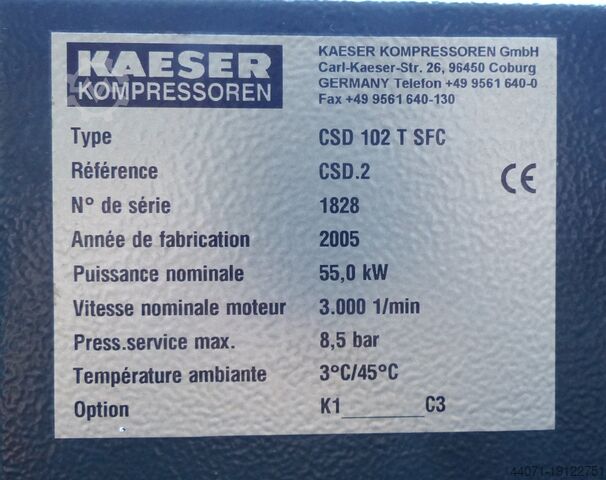 KAESER
KOMPRESSOREN
KAESER KOMPRESSOREN GmbH
Carl-Kaeser-Str. 26, 96450 Coburg
GERMANY Telefon +49 9561 640-0
Fax +49 9561 640-130
Type CSD 102 T SFC
Référence CSD.2
CE
N° de série 1828
Année de fabrication 2005
Puissance nominale 55,0 kW
Vitesse nominale moteur 3.000 1/min
Press.service max. 8,5 bar
Température ambiante 3°C/45°C
Option K1________C3
44071-19122751